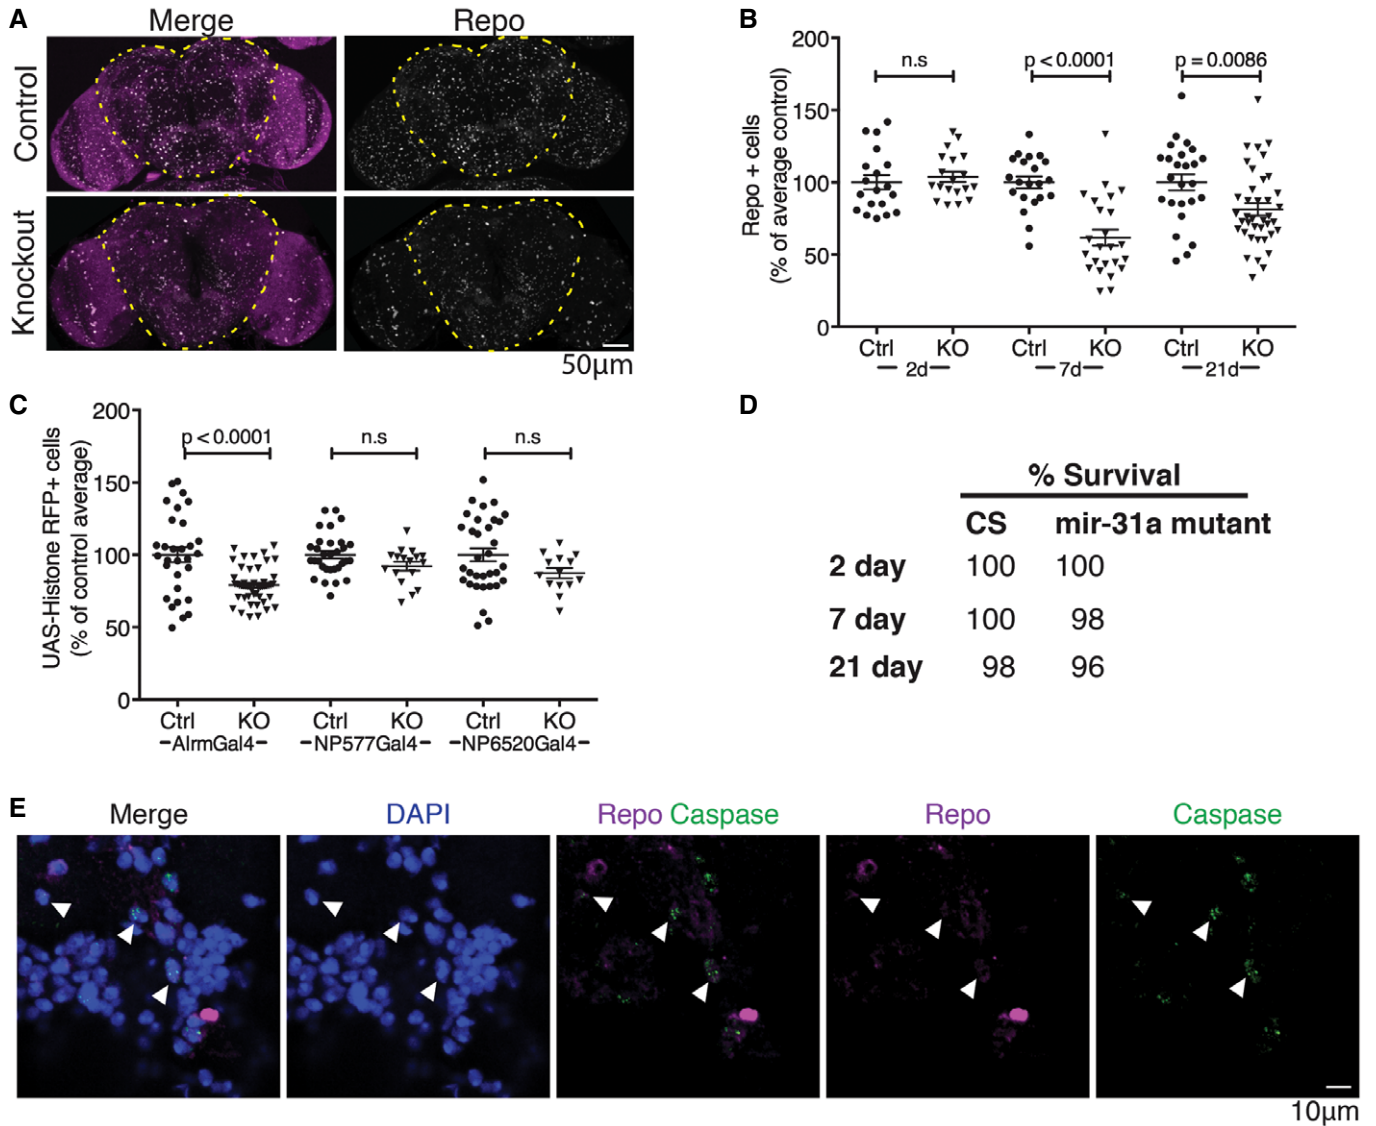 A
Merge
Repo
Control
Knockout
50µm
B
Repo + cells
(% of average control)
200
150
100
50
0
n.s
p < 0.0001
p = 0.0086
Ctrl KO Ctrl KO Ctrl KO
2d 7d 21d
C
UAS-Histone RFP+ cells
(% of control average)
200
150
100
50
0
p < 0.0001
n.s
n.s
Ctrl KO Ctrl KO Ctrl KO
AlrmGal4 NP577Gal4 NP6520Gal4
D
% Survival
CS mir-31a mutant
2 day 100 100
7 day 100 98
21 day 98 96
E
Merge
DAPI
Repo Caspase
Repo
Caspase
10µm